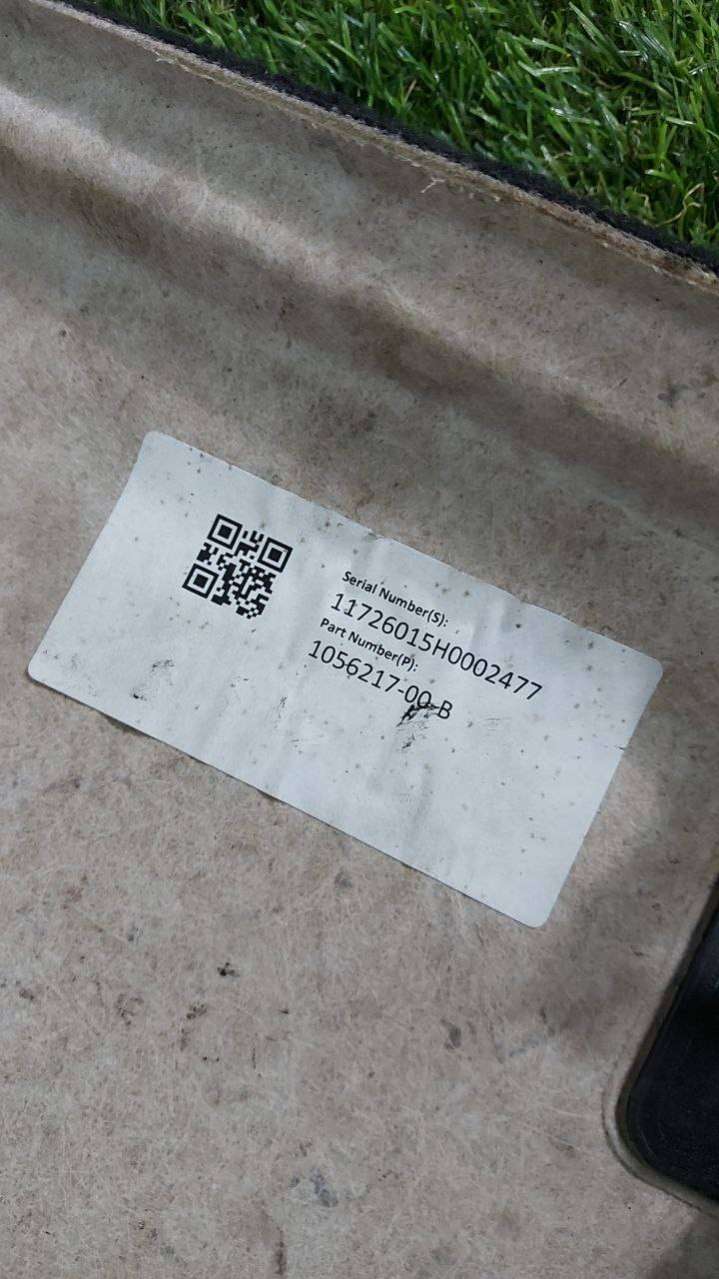 Serial Number(S):
11726015H0002477
Part Number(P):
1056217-00-B